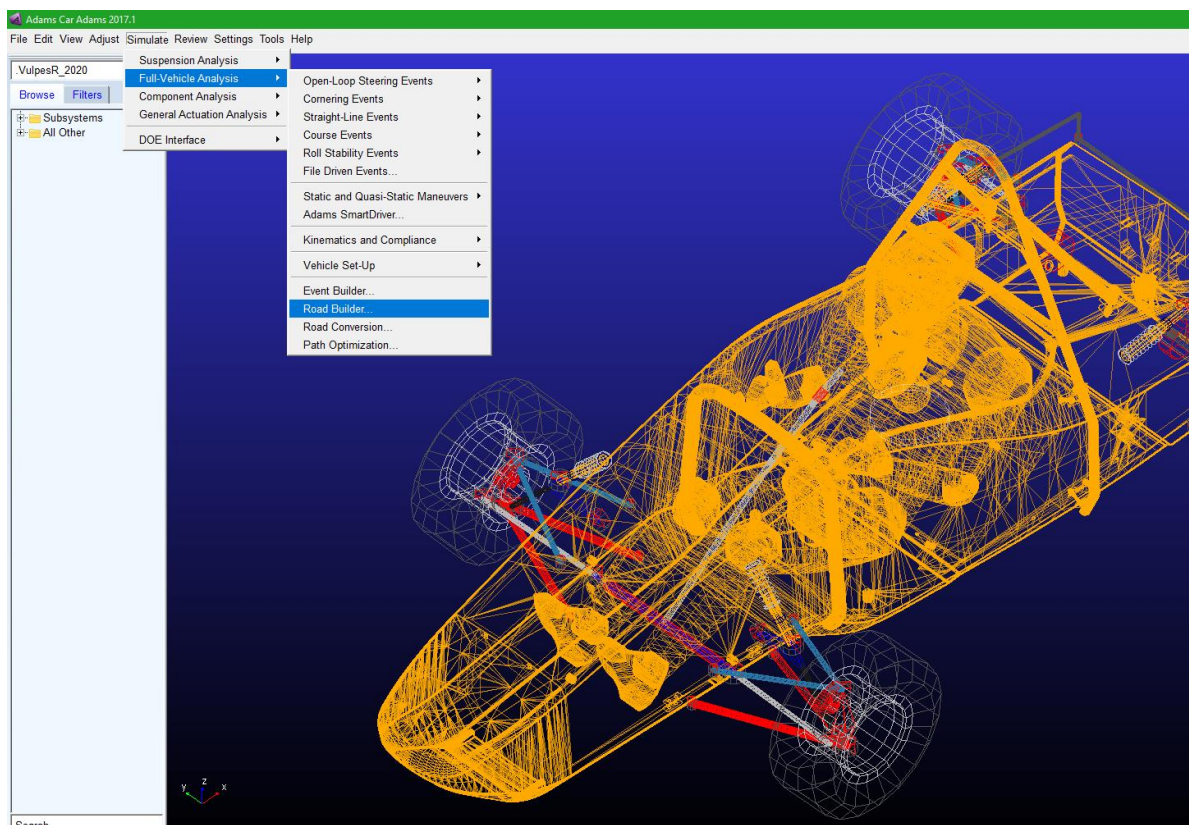 Adams Car Adams 2017.1
File Edit View Adjust Simulate Review Settings Tools Help
.VulpesR_2020
Browse Filters
Subsystems
All Other
Suspension Analysis
Full-Vehicle Analysis
Component Analysis
General Actuation Analysis
DOE Interface
Open-Loop Steering Events
Cornering Events
Straight-Line Events
Course Events
Roll Stability Events
File Driven Events...
Static and Quasi-Static Maneuvers
Adams SmartDriver...
Kinematics and Compliance
Vehicle Set-Up
Event Builder...
Road Builder...
Road Conversion...
Path Optimization...
y z x
Search